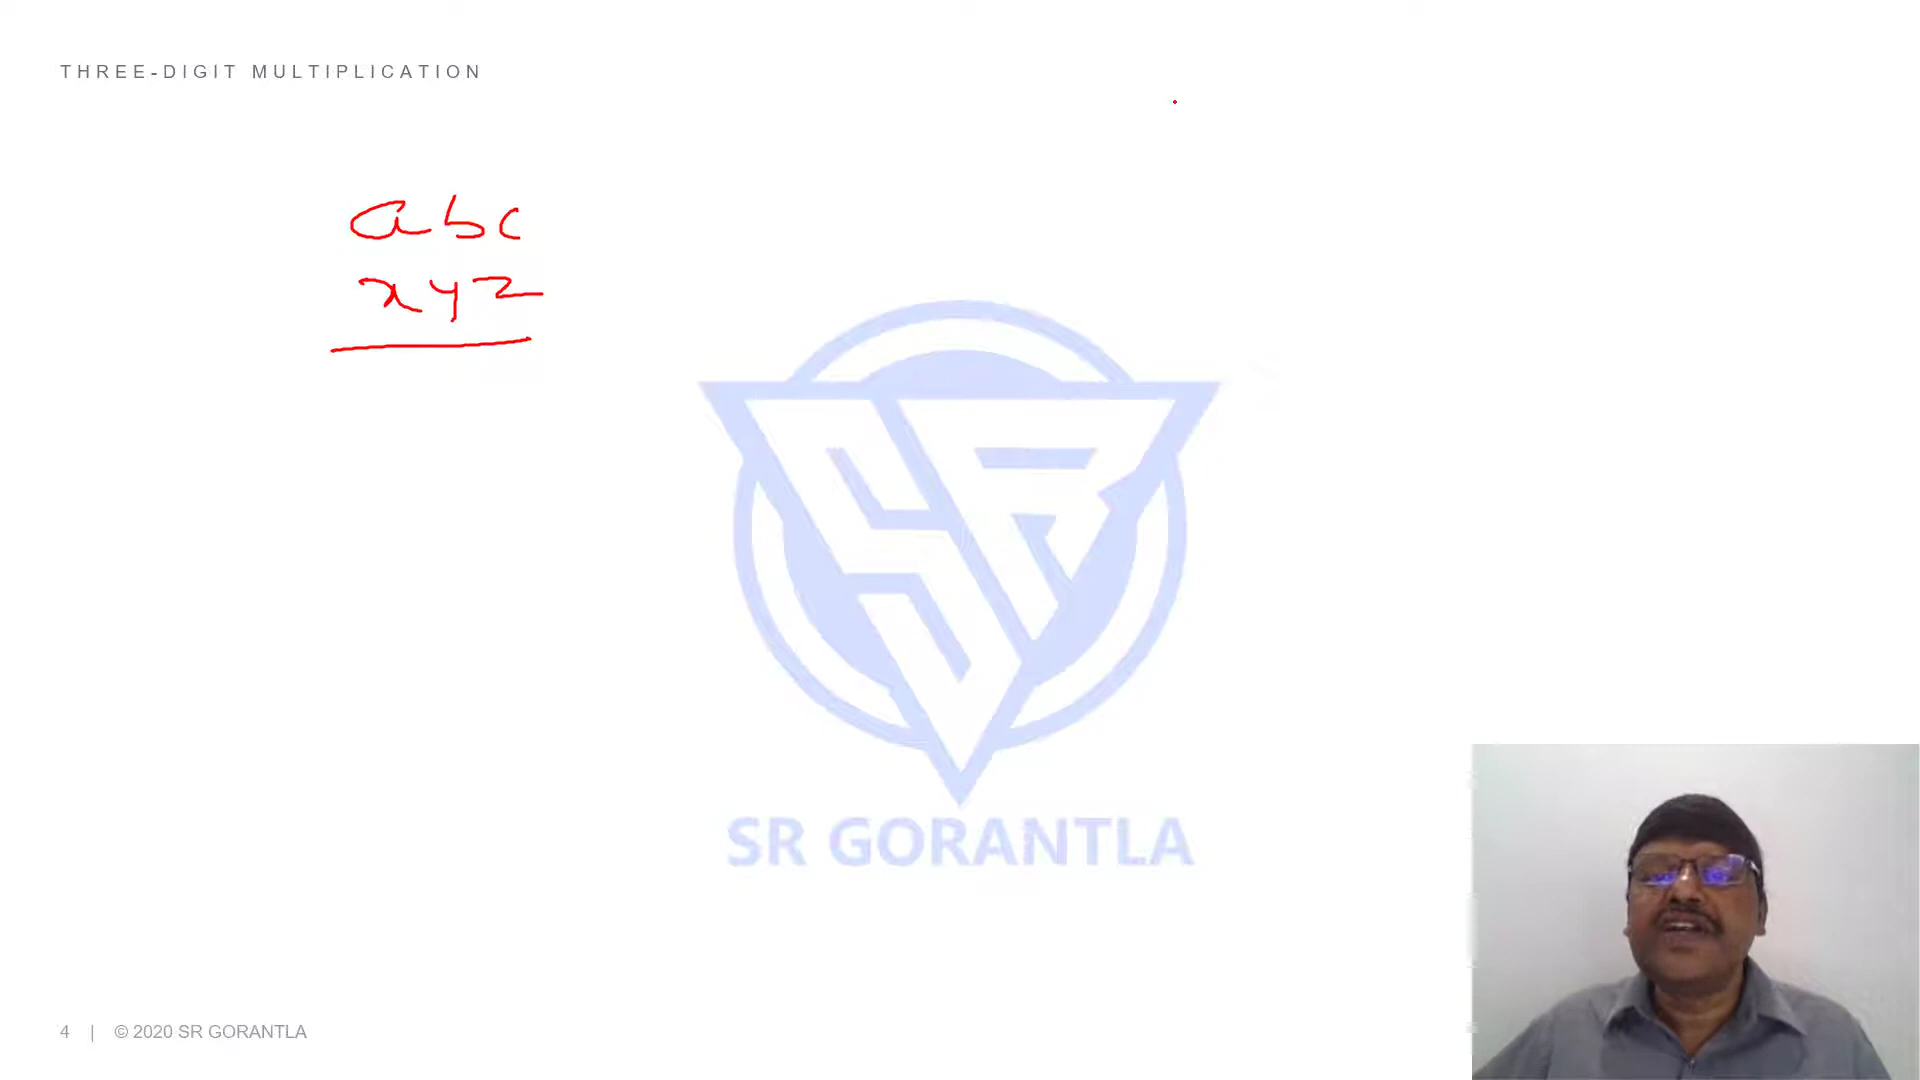 THREE-DIGIT MULTIPLICATION
abc
xyz
SR GORANTLA
4 | © 2020 SR GORANTLA